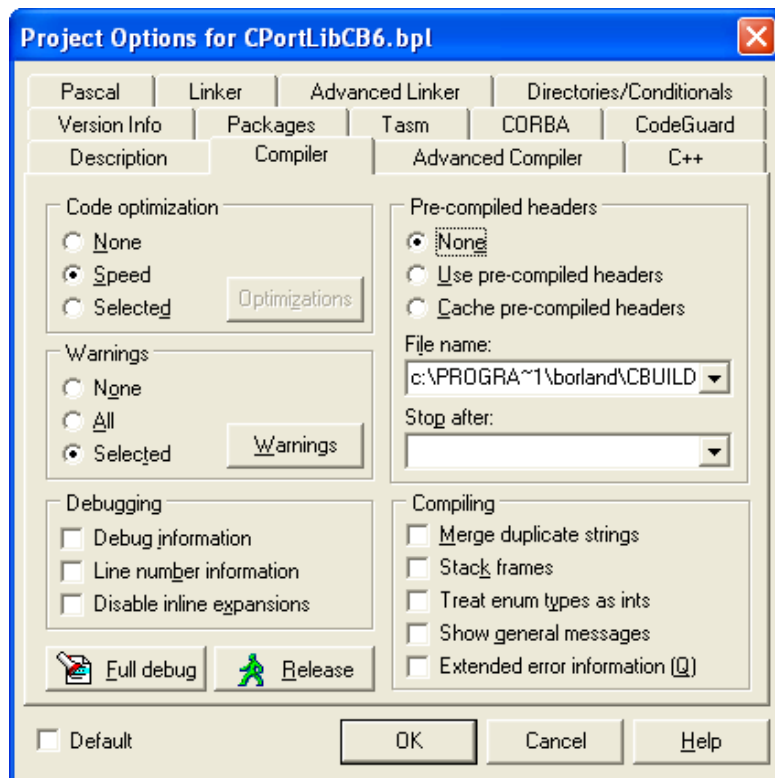 Project Options for CPortLibCB6.bpl
Pascal Linker Advanced Linker Directories/Conditionals
Version Info Packages Tasm CORBA CodeGuard
Description Compiler Advanced Compiler C++
Code optimization
None
Speed
Selected
Optimizations
Warnings
None
All
Selected
Warnings
Debugging
Debug information
Line number information
Disable inline expansions
Full debug
Release
Pre-compiled headers
None
Use pre-compiled headers
Cache pre-compiled headers
File name:
c:\PROGRA~1\borland\CBUILD
Stop after:
Compiling
Merge duplicate strings
Stack frames
Treat enum types as ints
Show general messages
Extended error information (Q)
Default
OK Cancel Help